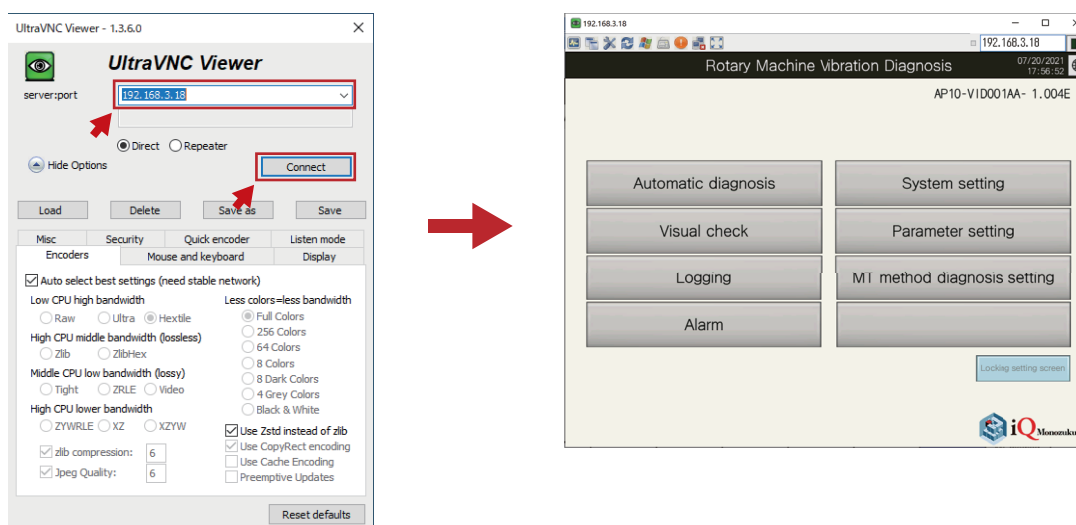 UltraVNC Viewer - 1.3.6.0
UltraVNC Viewer
server:port
192.168.3.18
Direct Repeater
Hide Options
Connect
Load Delete Save as Save
Misc Security Quick encoder Listen mode
Encoders Mouse and keyboard Display
Auto select best settings (need stable network)
Low CPU high bandwidth
Raw Ultra Hextile
High CPU middle bandwidth (lossless)
Zlib ZlibHex
Middle CPU low bandwidth (lossy)
Tight ZRLE Video
High CPU lower bandwidth
ZYWRLE XZ XZYW
zlib compression: 6
Jpeg Quality: 6
Less colors=less bandwidth
Full Colors
256 Colors
64 Colors
8 Colors
8 Dark Colors
4 Grey Colors
Black & White
Use Zstd instead of zlib
Use CopyRect encoding
Use Cache Encoding
Preemptive Updates
Reset defaults
192.168.3.18
192.168.3.18
Rotary Machine Vibration Diagnosis
07/20/2021
17:56:52
AP10-VID001AA- 1.004E
Automatic diagnosis
System setting
Visual check
Parameter setting
Logging
MT method diagnosis setting
Alarm
Locking setting screen
iQ Monozuku